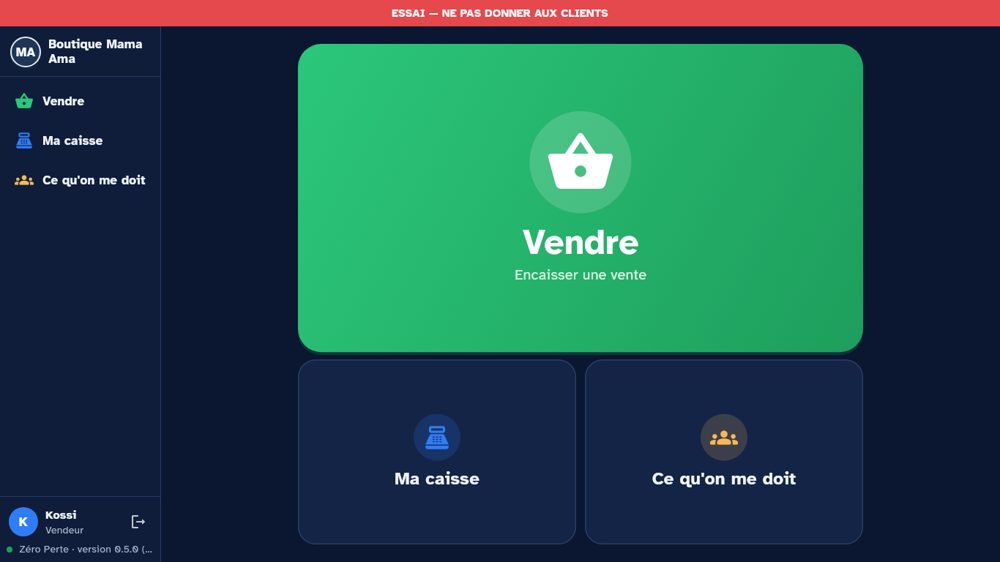 ESSAI — NE PAS DONNER AUX CLIENTS
MA
Boutique Mama
Ama
Vendre
Ma caisse
Ce qu'on me doit
Vendre
Encaisser une vente
Ma caisse
Ce qu'on me doit
K
Kossi
Vendeur
Zéro Perte · version 0.5.0 (...